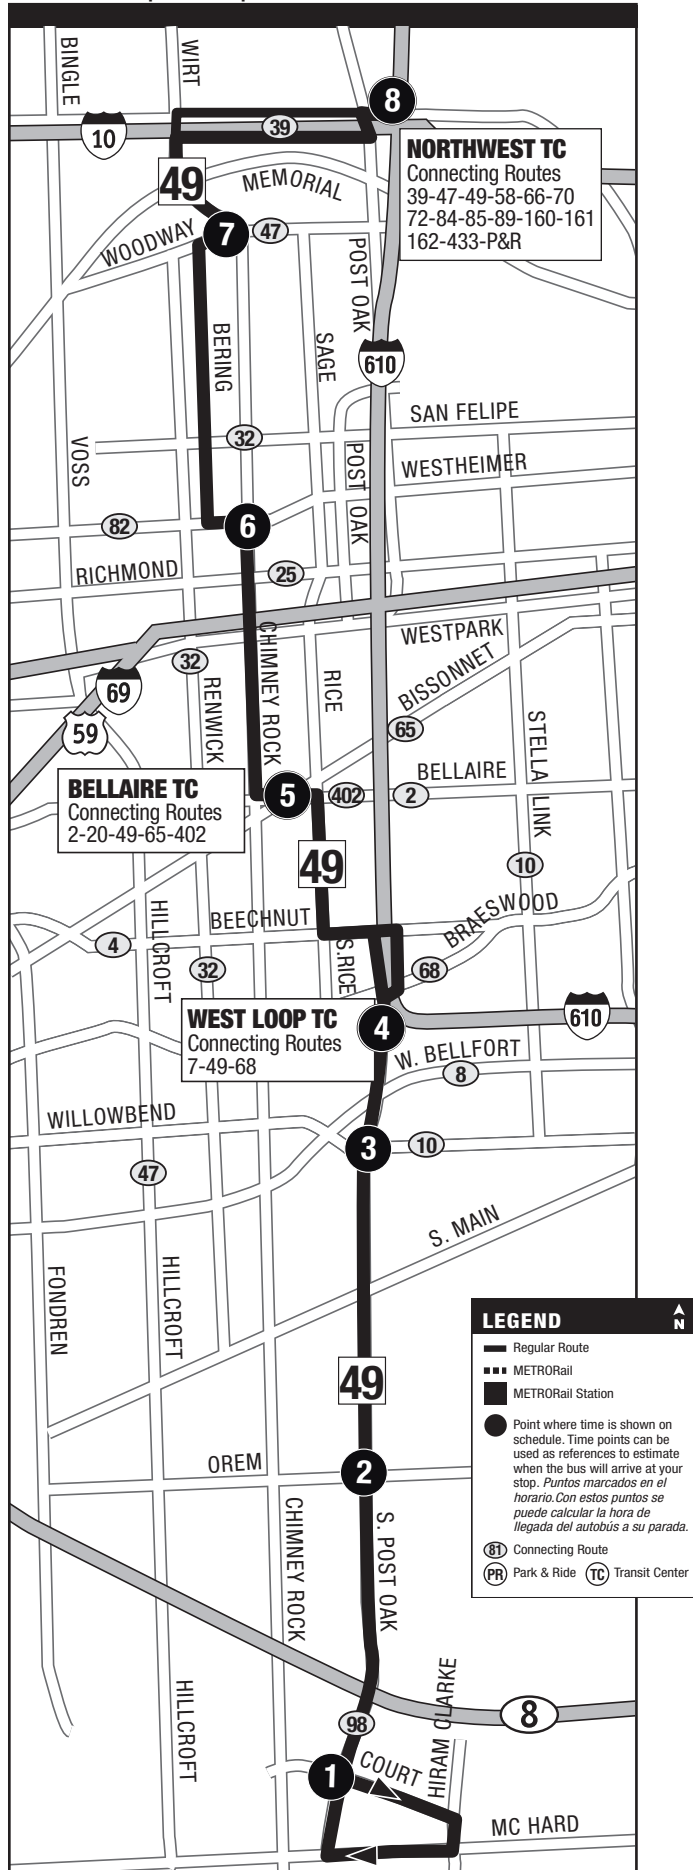 BINGLE
WIRT
8
10
39
NORTHWEST TC
Connecting Routes
39-47-49-58-66-70
72-84-85-89-160-161
162-433-P&R
49
MEMORIAL
7
47
WOODWAY
POST OAK
BERING
SAGE
610
SAN FELIPE
32
VOSS
POST OAK
WESTHEIMER
82
6
RICHMOND
25
CHIMNEY ROCK
WESTPARK
32
BISSONNET
69
RENWICK
RICE
59
65
STELLA LINK
BELLAIRE
BELLAIRE TC
Connecting Routes
2-20-49-65-402
5
402
2
49
10
HILLCROFT
BEECHNUT
BRAESWOOD
4
S.RICE
32
68
WEST LOOP TC
Connecting Routes
7-49-68
4
610
W. BELLFORT
8
WILLOWBEND
3
10
47
S. MAIN
FONDREN
HILLCROFT
LEGEND
N
Regular Route
METRORail
METRORail Station
Point where time is shown on
schedule. Time points can be
used as references to estimate
when the bus will arrive at your
stop. Puntos marcados en el
horario.Con estos puntos se
puede calcular la hora de
llegada del autobús a su parada.
81 Connecting Route
PR Park & Ride TC Transit Center
49
OREM
2
CHIMNEY ROCK
S. POST OAK
HILLCROFT
HIRAM CLARKE
8
98
1
COURT
MC HARD